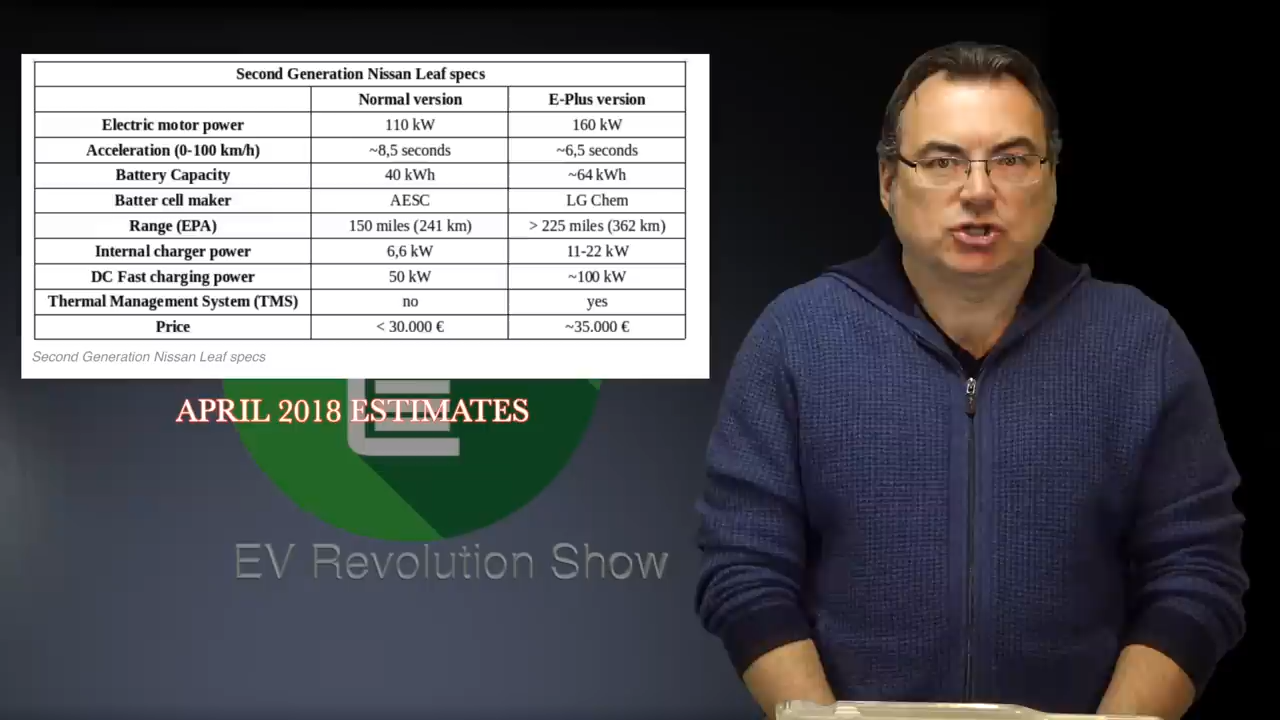 Second Generation Nissan Leaf specs
Normal version E-Plus version
Electric motor power 110 kW 160 kW
Acceleration (0-100 km/h) ~8,5 seconds ~6,5 seconds
Battery Capacity 40 kWh ~64 kWh
Batter cell maker AESC LG Chem
Range (EPA) 150 miles (241 km) > 225 miles (362 km)
Internal charger power 6,6 kW 11-22 kW
DC Fast charging power 50 kW ~100 kW
Thermal Management System (TMS) no yes
Price < 30.000 € ~35.000 €
Second Generation Nissan Leaf specs
APRIL 2018 ESTIMATES
EV Revolution Show